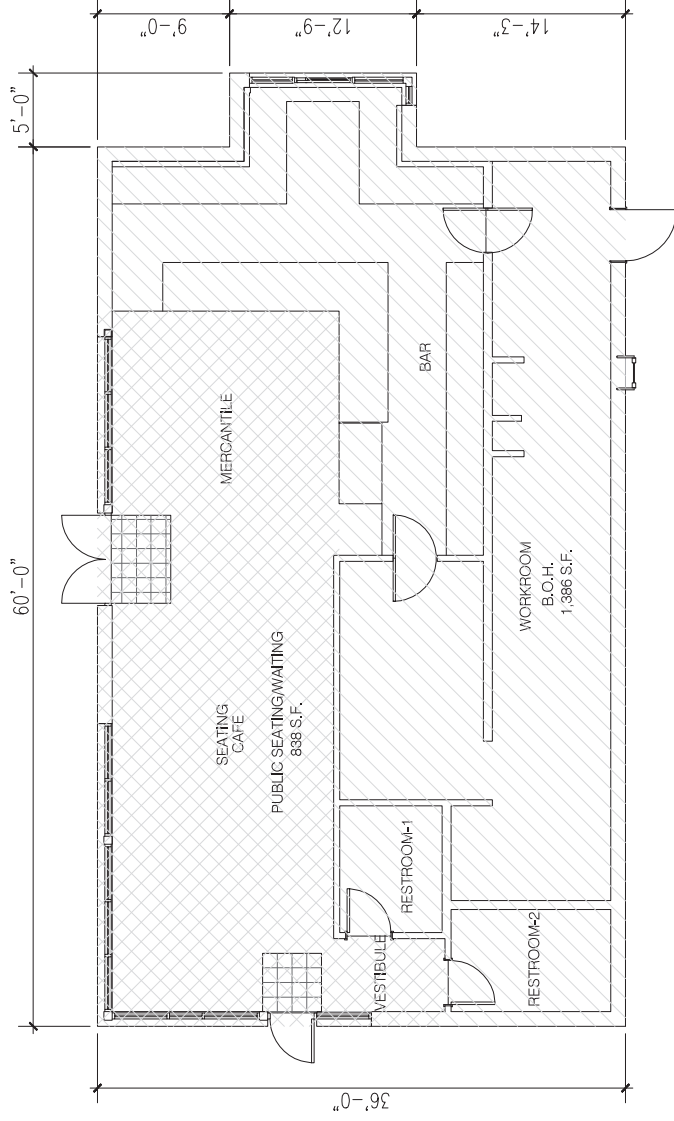 60'-0"
5'-0"
9'-0"
12'-9"
14'-3"
36'-0"
MERCANTILE
SEATING
CAFE
PUBLIC SEATING/WAITING
838 S.F.
BAR
WORKROOM
B.O.H.
1,386 S.F.
RESTROOM-1
VESTIBULE
RESTROOM-2